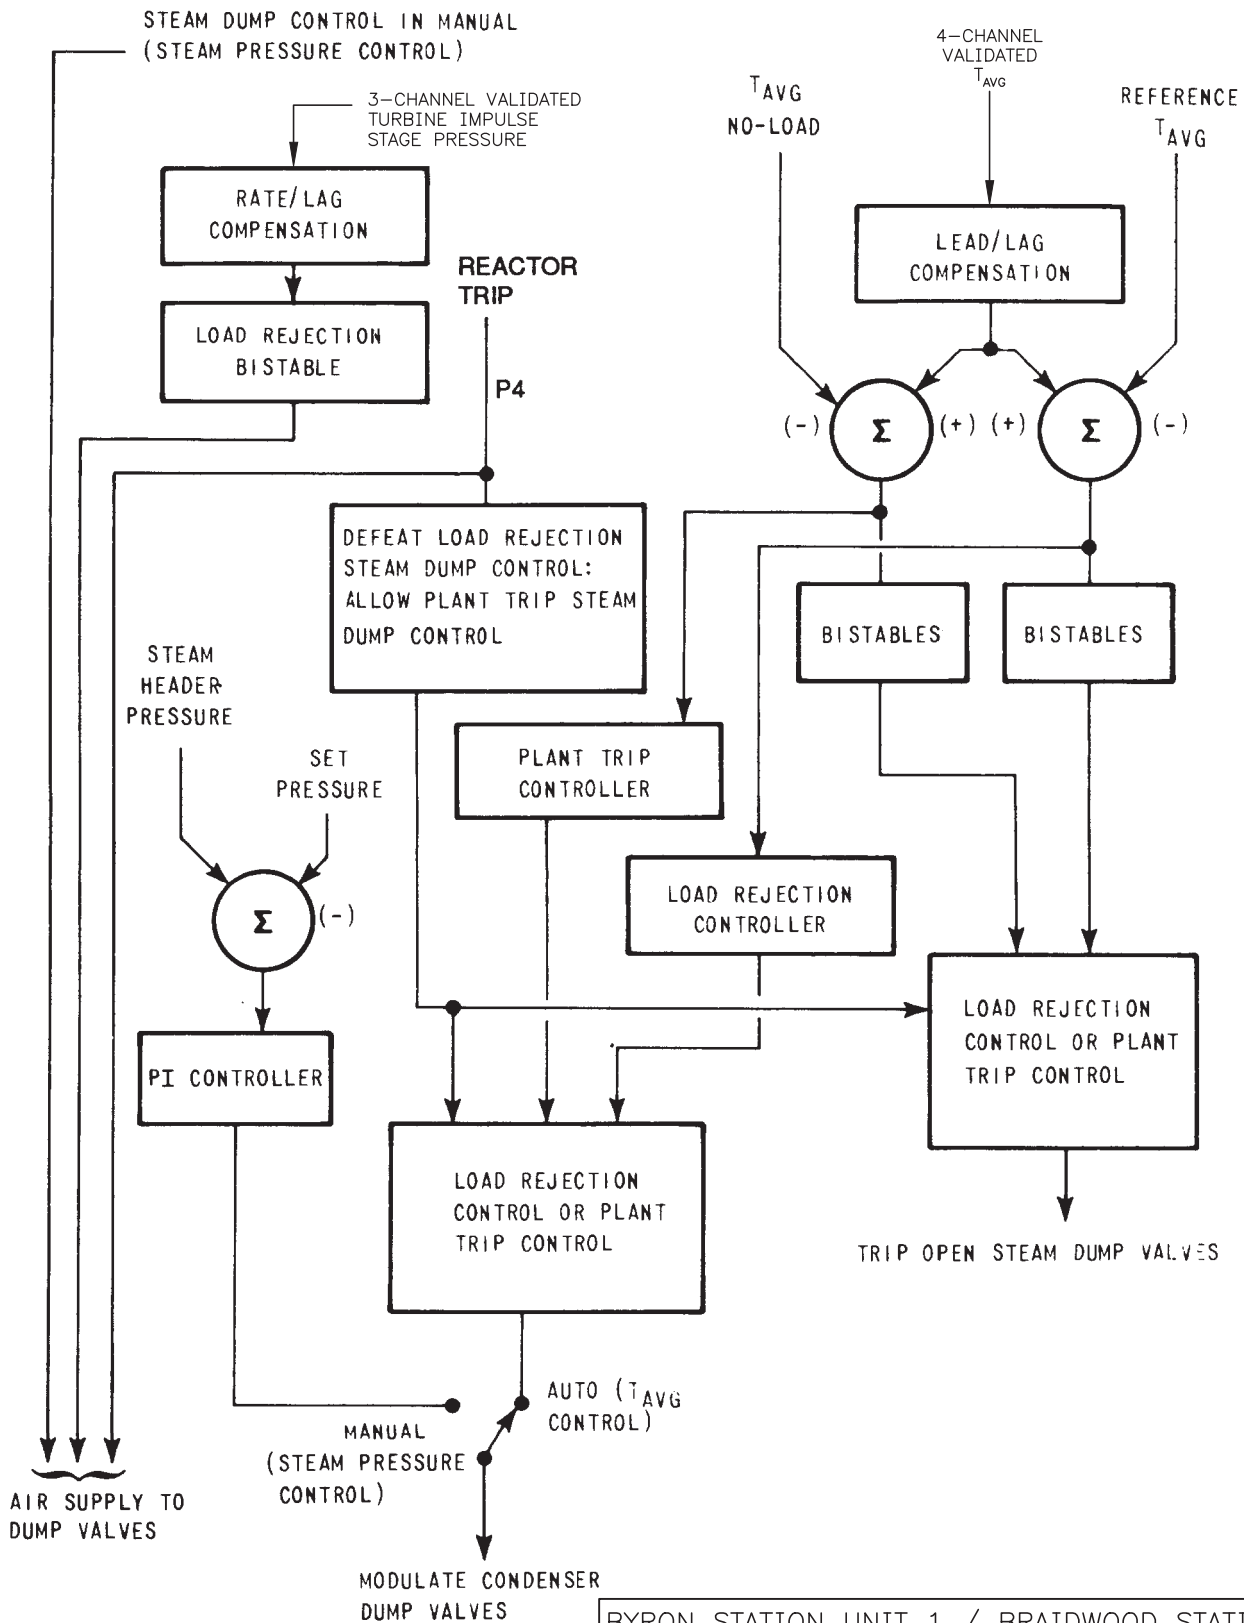 STEAM DUMP CONTROL IN MANUAL
(STEAM PRESSURE CONTROL)
3-CHANNEL VALIDATED
TURBINE IMPULSE
STAGE PRESSURE
4-CHANNEL
VALIDATED
TAVG
TAVG
NO-LOAD
REFERENCE
TAVG
RATE/LAG
COMPENSATION
LEAD/LAG
COMPENSATION
REACTOR
TRIP
LOAD REJECTION
BISTABLE
P4
(-) Σ (+) (+) Σ (-)
DEFEAT LOAD REJECTION
STEAM DUMP CONTROL:
ALLOW PLANT TRIP STEAM
DUMP CONTROL
BISTABLES
BISTABLES
STEAM
HEADER
PRESSURE
SET
PRESSURE
PLANT TRIP
CONTROLLER
LOAD REJECTION
CONTROLLER
Σ (-)
PI CONTROLLER
LOAD REJECTION
CONTROL OR PLANT
TRIP CONTROL
LOAD REJECTION
CONTROL OR PLANT
TRIP CONTROL
TRIP OPEN STEAM DUMP VALVES
AUTO (TAVG
CONTROL)
MANUAL
(STEAM PRESSURE
CONTROL)
AIR SUPPLY TO
DUMP VALVES
MODULATE CONDENSER
DUMP VALVES
BYRON STATION UNIT 1 / BRAIDWOOD